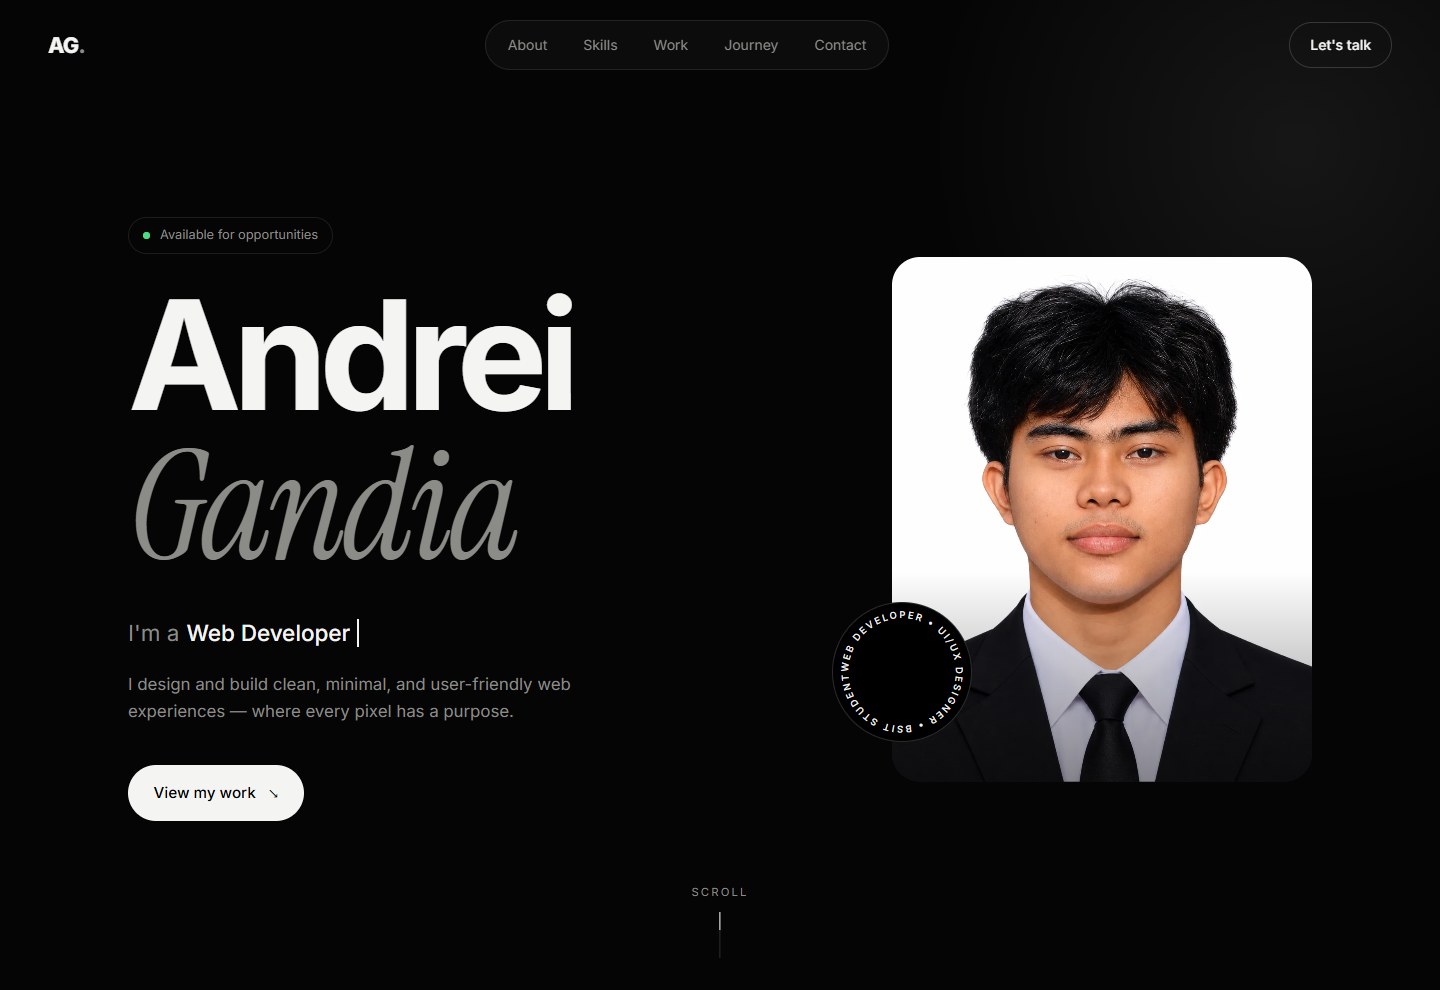 AG.
About
Skills
Work
Journey
Contact
Let's talk
Available for opportunities
Andrei
Gandia
I'm a Web Developer
I design and build clean, minimal, and user-friendly web
experiences — where every pixel has a purpose.
View my work ↘
WEB DEVELOPER • UI/UX DESIGNER • BSIT STUDENT
SCROLL